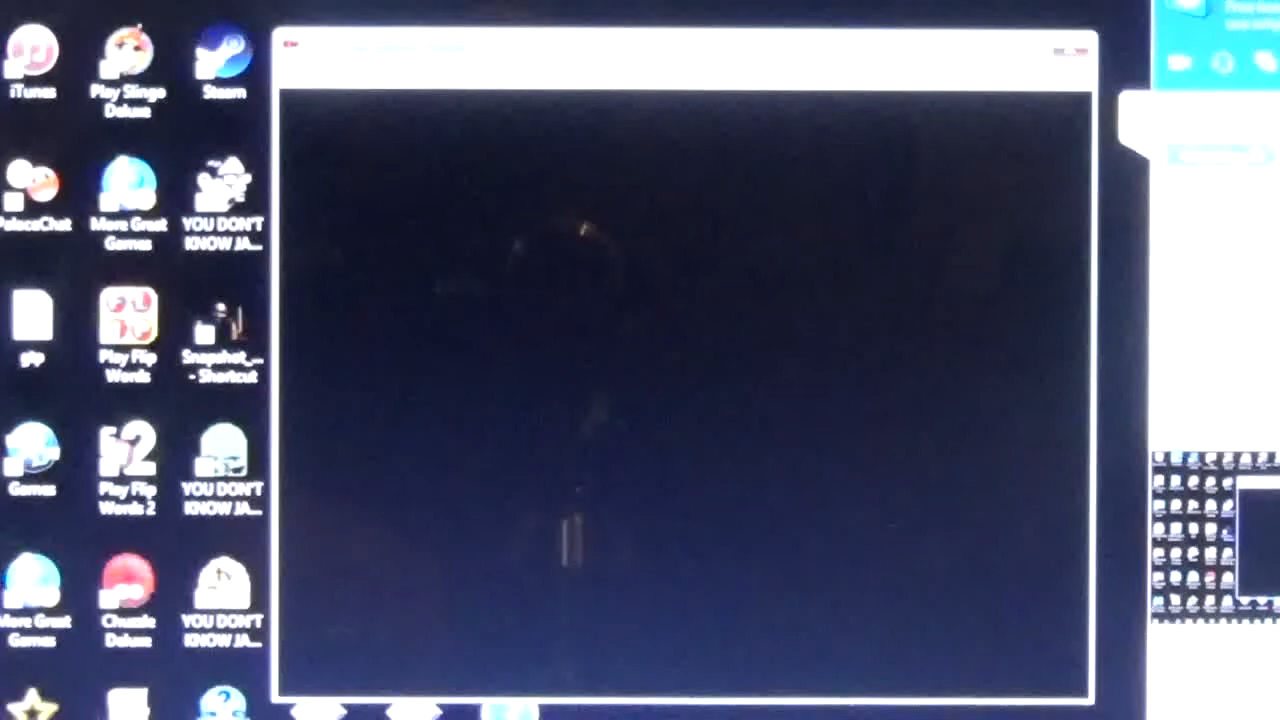 iTunes
Play Slingo
Deluxe
Steam
PalaceChat
More Great
Games
YOU DON'T
KNOW JA...
Play Flip
Words
Snapshot_...
- Shortcut
Games
Play Flip
Words 2
YOU DON'T
KNOW JA...
More Great
Games
Chuzzle
Deluxe
YOU DON'T
KNOW JA...